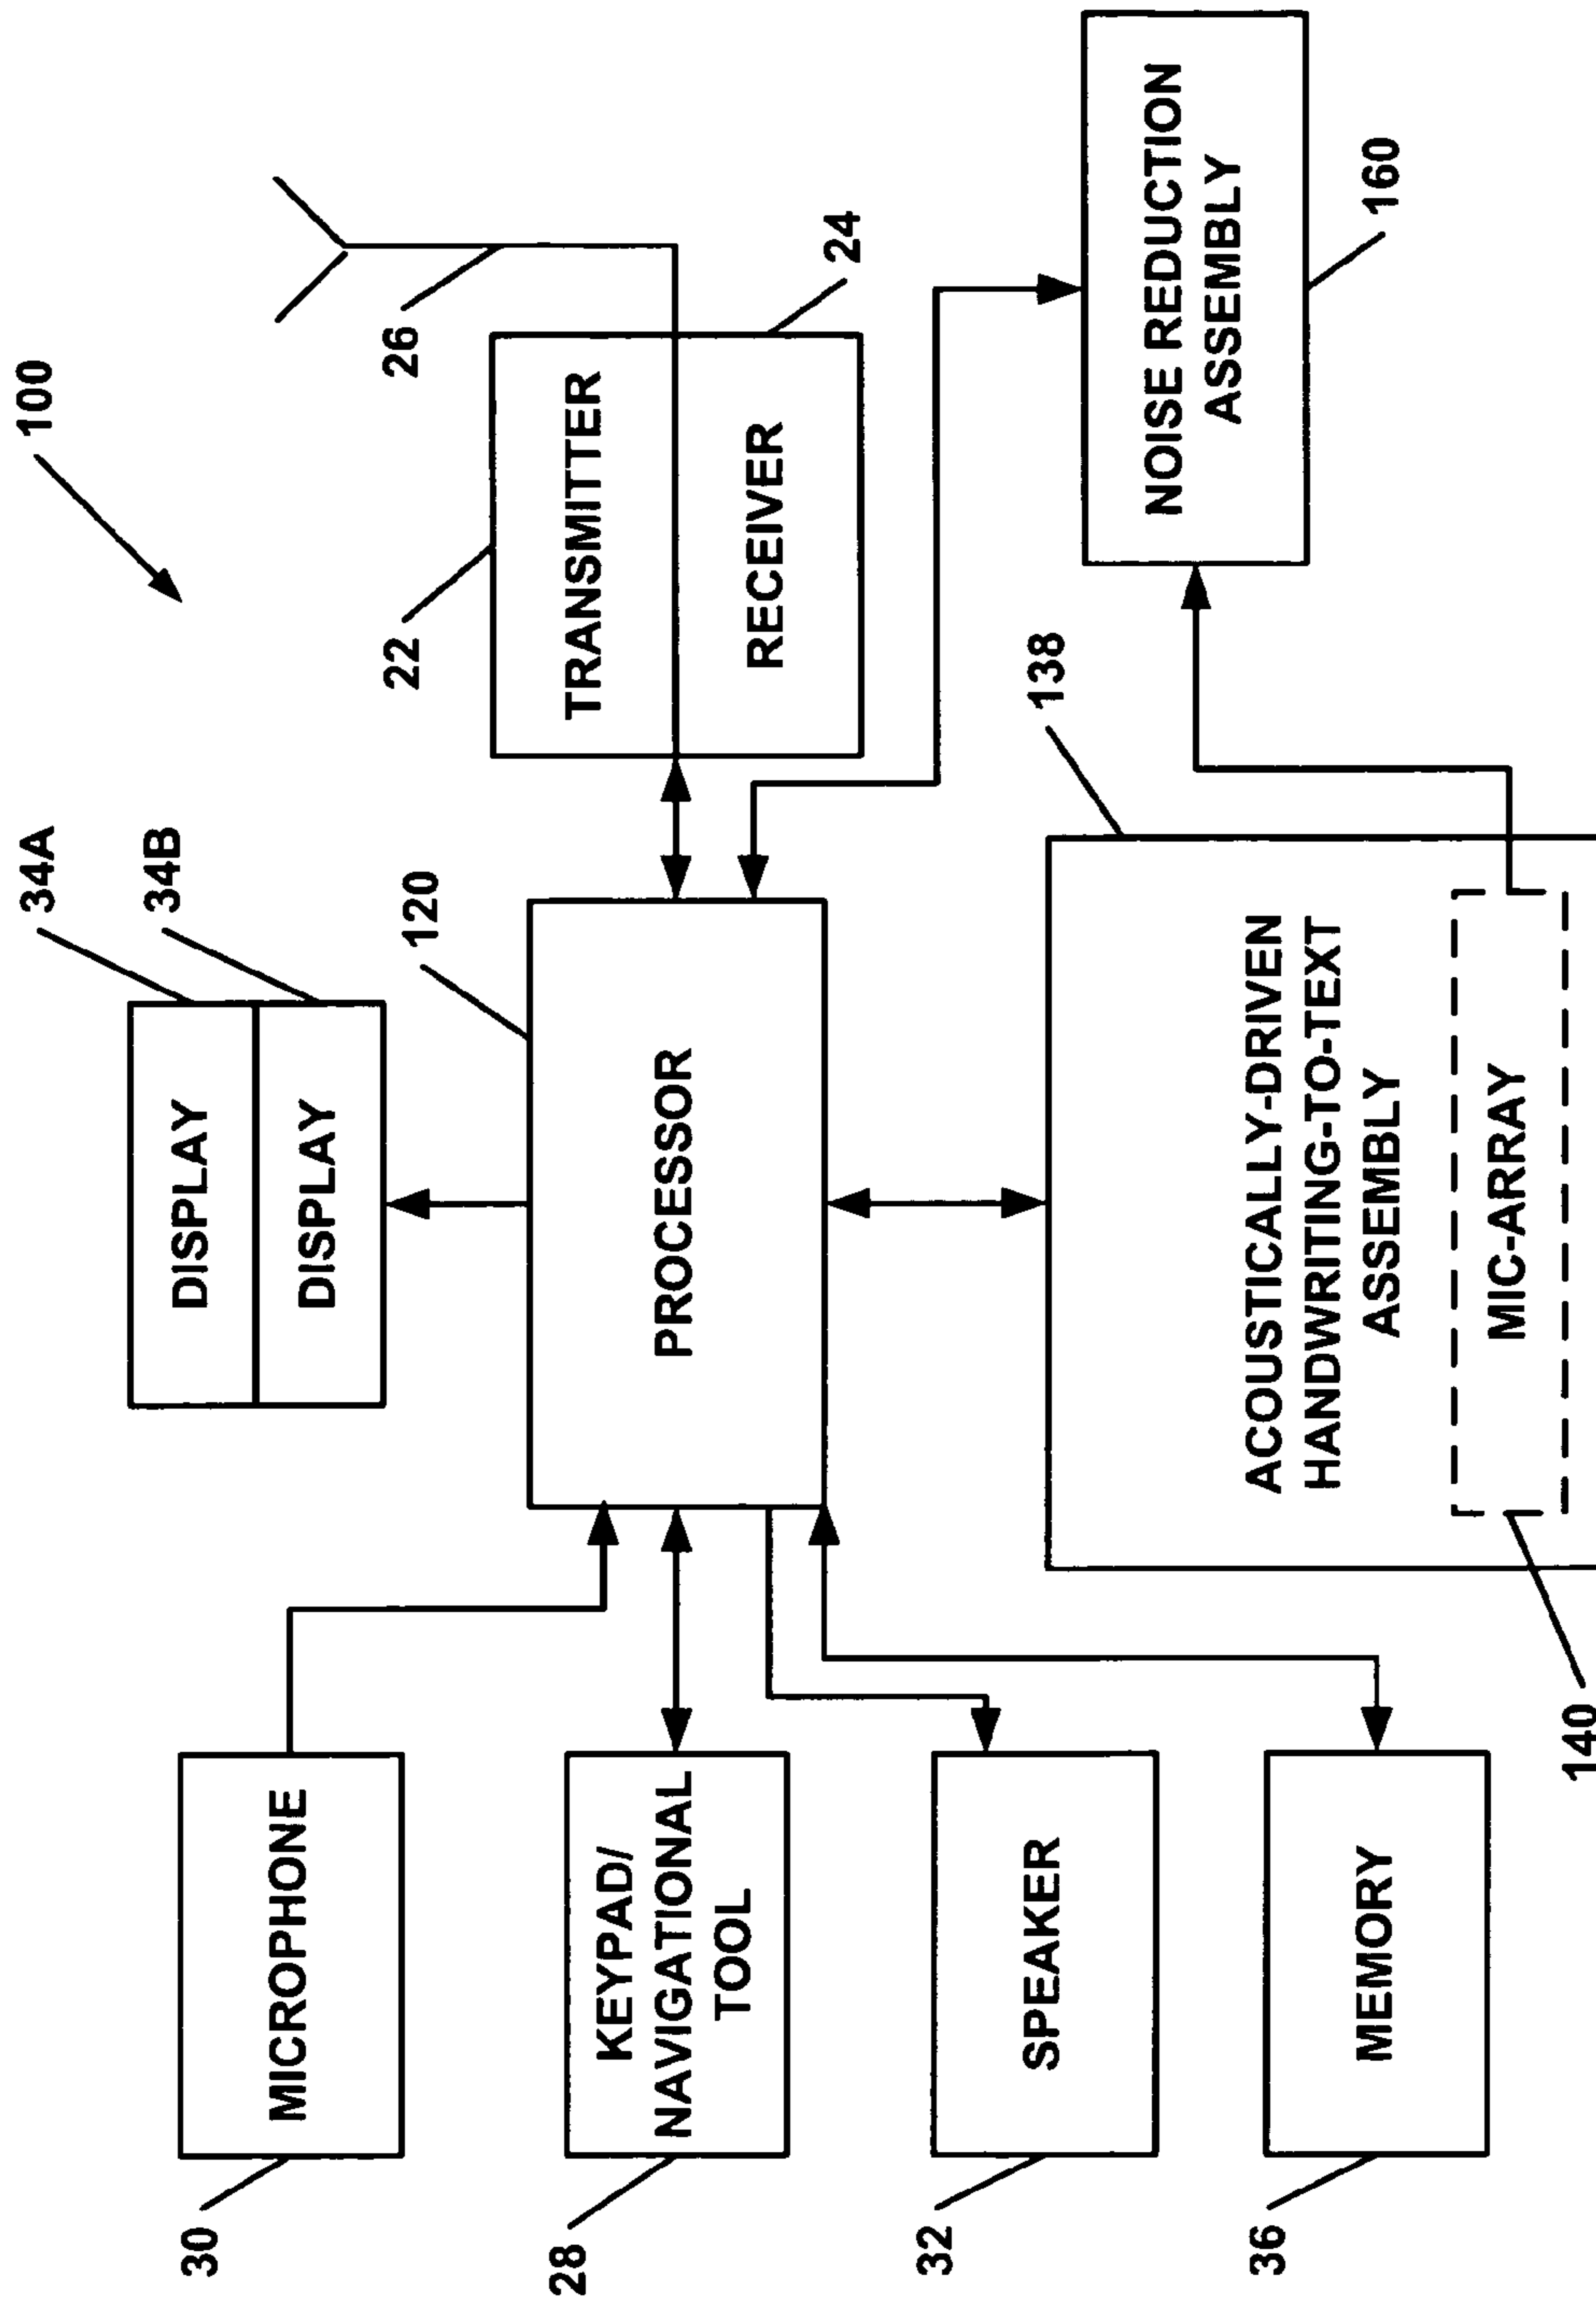 100
34A
34B
DISPLAY
DISPLAY
120
30
MICROPHONE
22
26
TRANSMITTER
RECEIVER
24
28
KEYPAD/
NAVIGATIONAL
TOOL
PROCESSOR
32
SPEAKER
36
MEMORY
138
ACOUSTICALLY-DRIVEN
HANDWRITING-TO-TEXT
ASSEMBLY
MIC-ARRAY
140
NOISE REDUCTION
ASSEMBLY
160